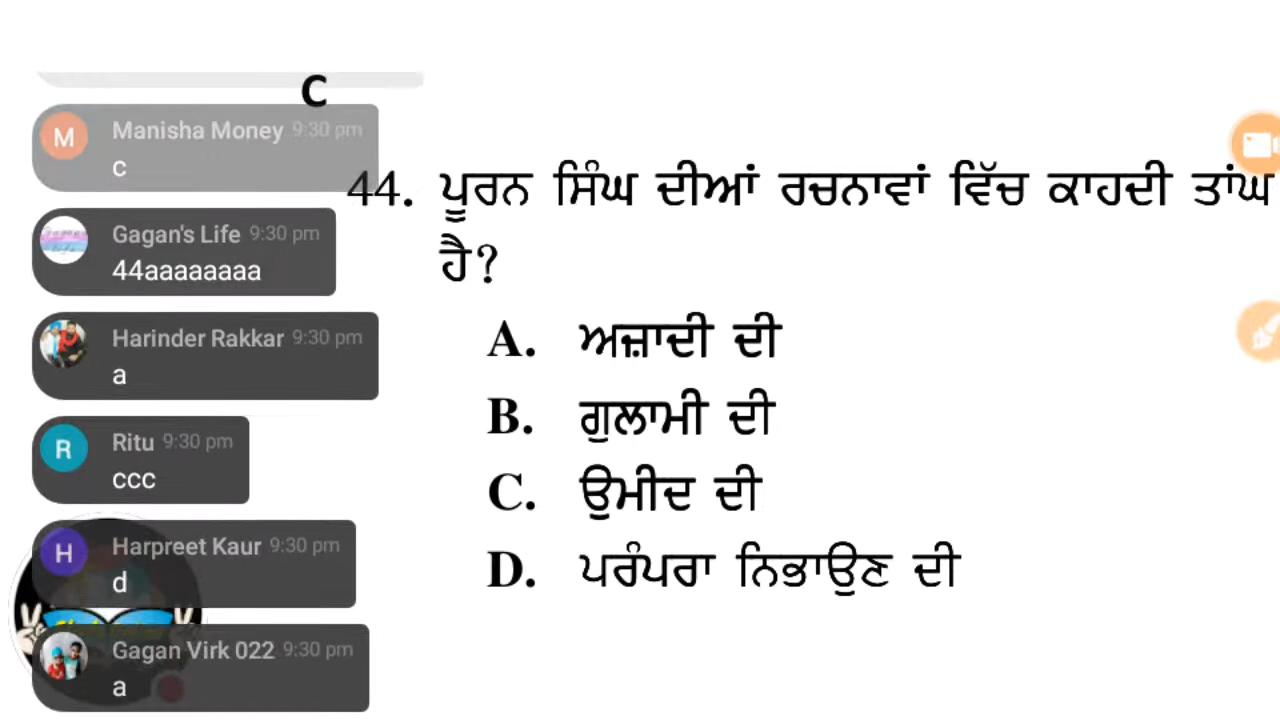 C
M Manisha Money 9:30 pm
c
Gagan's Life 9:30 pm
44aaaaaaaa
Harinder Rakkar 9:30 pm
a
R Ritu 9:30 pm
ccc
H Harpreet Kaur 9:30 pm
d
Gagan Virk 022 9:30 pm
a
44. ਪੂਰਨ ਸਿੰਘ ਦੀਆਂ ਰਚਨਾਵਾਂ ਵਿੱਚ ਕਾਹਦੀ ਤਾਂਘ
ਹੈ?
A. ਅਜ਼ਾਦੀ ਦੀ
B. ਗੁਲਾਮੀ ਦੀ
C. ਉਮੀਦ ਦੀ
D. ਪਰੰਪਰਾ ਨਿਭਾਉਣ ਦੀ